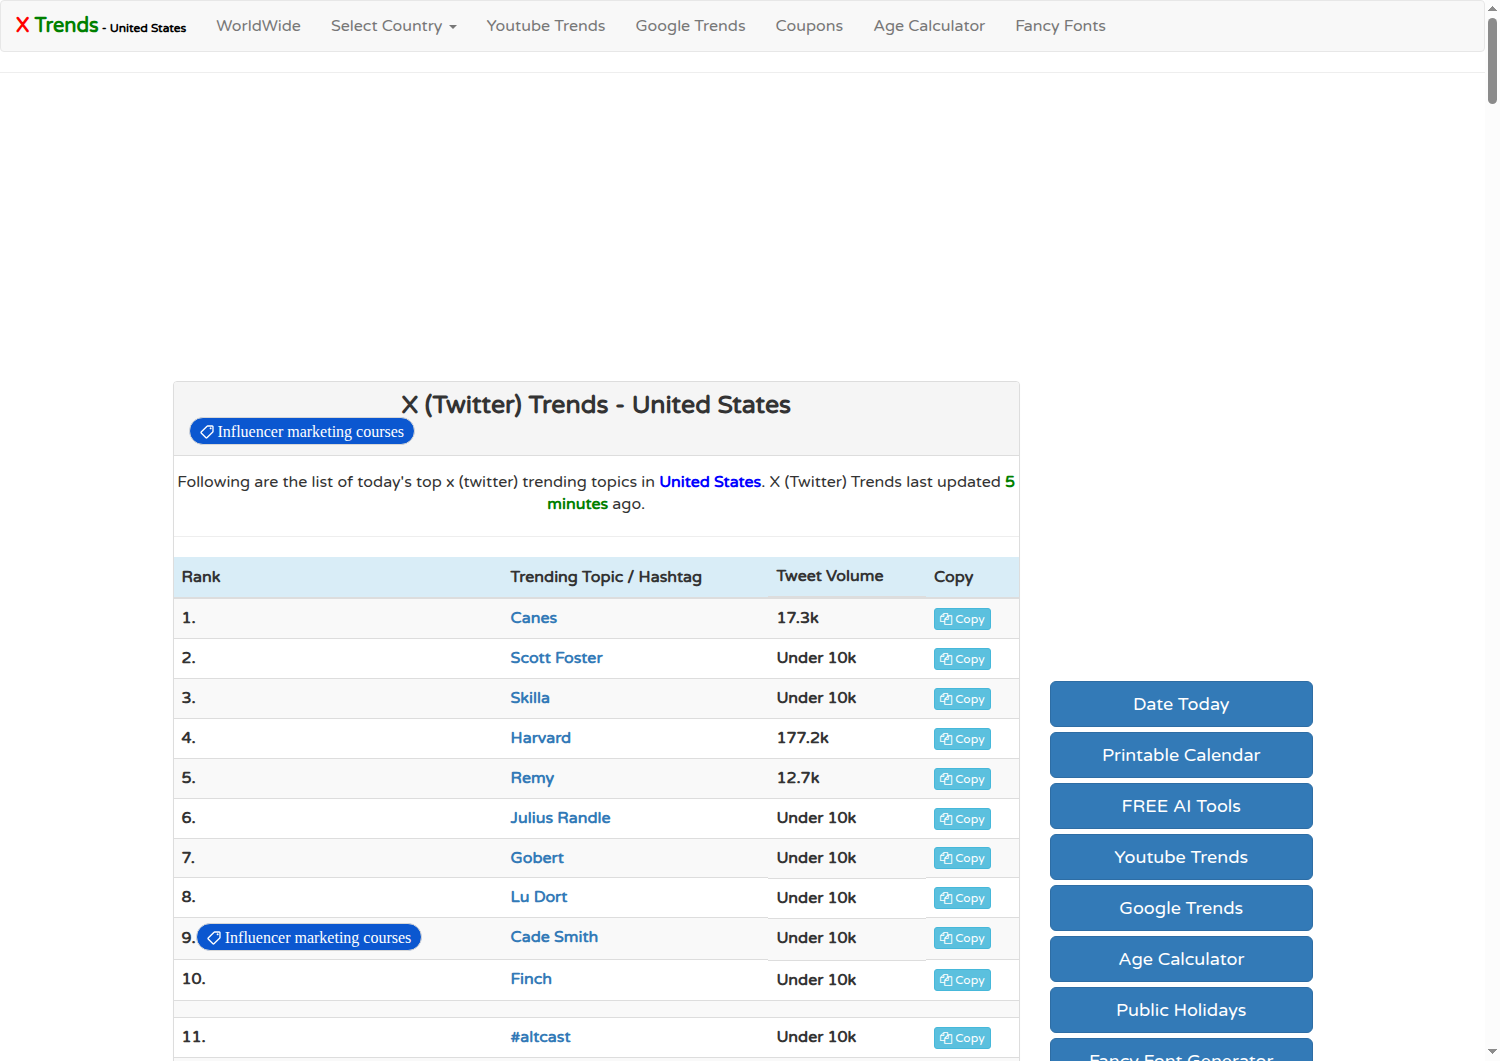 X Trends - United States WorldWide Select Country Youtube Trends Google Trends Coupons Age Calculator Fancy Fonts
X (Twitter) Trends - United States
Influencer marketing courses
Following are the list of today's top x (twitter) trending topics in United States. X (Twitter) Trends last updated 5
minutes ago.
Rank Trending Topic / Hashtag Tweet Volume Copy
1. Canes 17.3k Copy
2. Scott Foster Under 10k Copy
3. Skilla Under 10k Copy
4. Harvard 177.2k Copy
5. Remy 12.7k Copy
6. Julius Randle Under 10k Copy
7. Gobert Under 10k Copy
8. Lu Dort Under 10k Copy
9. Influencer marketing courses Cade Smith Under 10k Copy
10. Finch Under 10k Copy
11. #altcast Under 10k Copy
Date Today
Printable Calendar
FREE AI Tools
Youtube Trends
Google Trends
Age Calculator
Public Holidays
Fancy Font Generator